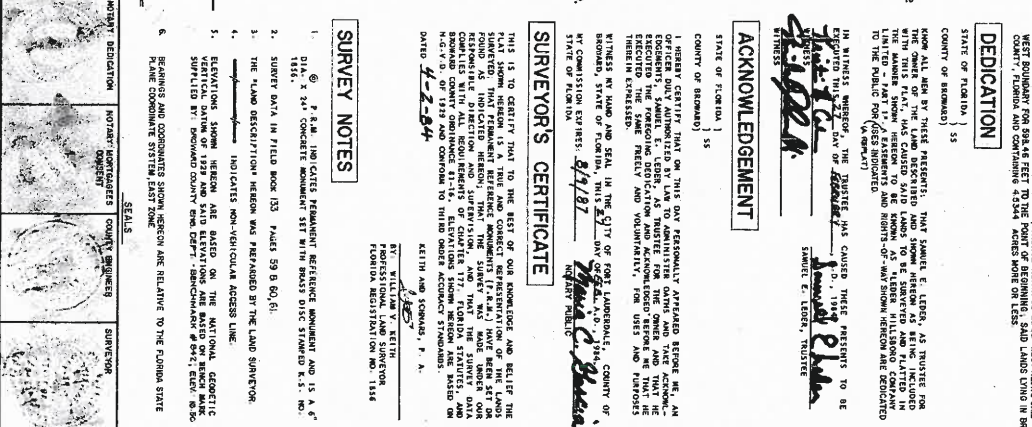 WEST BOUNDARY FOR 598.46 FEET TO THE POINT OF BEGINNING, SAID LANDS LYING IN BR
COUNTY, FLORIDA AND CONTAINING 4.5344 ACRES MORE OR LESS.
DEDICATION
STATE OF FLORIDA )
) SS
COUNTY OF BROWARD)
KNOW ALL MEN BY THESE PRESENTS: THAT SAMUEL E. LEDER, AS TRUSTEE FOR
THE OWNER OF THE LAND DESCRIBED AND SHOWN HEREON AS BEING INCLUDED
WITH THIS PLAT, HAS CAUSED SAID LANDS TO BE SURVEYED AND PLATTED IN
THE MANNER SHOWN HEREON TO BE KNOWN AS "LEDER HILLSBORO COMPANY
LIMITED - PART 1". EASEMENTS AND RIGHTS-OF-WAY SHOWN HEREON ARE DEDICATED
TO THE PUBLIC FOR USES INDICATED.
(A REPLAT)
IN WITNESS WHEREOF, THE TRUSTEE HAS CAUSED THESE PRESENTS TO BE
EXECUTED THIS 27 DAY OF FEBRUARY A.D., 1984
WITNESS
SAMUEL E. LEDER, TRUSTEE
WITNESS
ACKNOWLEDGEMENT
STATE OF FLORIDA )
) SS
COUNTY OF BROWARD)
I HEREBY CERTIFY THAT ON THIS DAY PERSONALLY APPEARED BEFORE ME, AN
OFFICER DULY AUTHORIZED BY LAW TO ADMINISTER OATHS AND TAKE ACKNOWL-
EDGEMENTS, SAMUEL E. LEDER, AS TRUSTEE FOR THE OWNER AND THAT HE
EXECUTED THE FOREGOING DEDICATION AND ACKNOWLEDGED BEFORE ME THAT HE
EXECUTED THE SAME FREELY AND VOLUNTARILY, FOR USES AND PURPOSES
THEREIN EXPRESSED.
WITNESS MY HAND AND SEAL IN THE CITY OF FORT LAUDERDALE, COUNTY OF
BROWARD, STATE OF FLORIDA, THIS 27 DAY OF FEB. A.D., 1984.
MY COMMISSION EXPIRES: 8/9/87
STATE OF FLORIDA NOTARY PUBLIC
SURVEYOR'S CERTIFICATE
THIS IS TO CERTIFY THAT TO THE BEST OF OUR KNOWLEDGE AND BELIEF THE
PLAT SHOWN HEREON IS A TRUE AND CORRECT REPRESENTATION OF THE LANDS
SURVEYED, THAT PERMANENT REFERENCE MONUMENTS (P.R.M.) HAVE BEEN SET OR
FOUND AS INDICATED HEREON; THAT THE SURVEY WAS MADE UNDER OUR
RESPONSIBLE DIRECTION AND SUPERVISION, AND THAT THE SURVEY DATA
COMPLIES WITH ALL REQUIREMENTS OF CHAPTER 177, FLORIDA STATUTES, AND
BROWARD COUNTY ORDINANCE 81-16, ELEVATIONS SHOWN HEREON ARE BASED ON
N.G.V.D. OF 1929 AND CONFORM TO THIRD ORDER ACCURACY STANDARDS.
DATED 4-2-84
KEITH AND SCHNARS, P. A.
BY: WILLIAM V. KEITH
PROFESSIONAL LAND SURVEYOR
FLORIDA REGISTRATION NO. 1856
SURVEY NOTES
1. P.R.M. INDICATES PERMANENT REFERENCE MONUMENT AND IS A 6"
DIA. X 24" CONCRETE MONUMENT SET WITH BRASS DISC STAMPED K.S. NO.
1856.
2. SURVEY DATA IN FIELD BOOK 133 PAGES 59 & 60,61.
3. THE "LAND DESCRIPTION" HEREON WAS PREPARED BY THE LAND SURVEYOR.
4. INDICATES NON-VEHICULAR ACCESS LINE.
5. ELEVATIONS SHOWN HEREON ARE BASED ON THE NATIONAL GEODETIC
VERTICAL DATUM OF 1929 AND SAID ELEVATIONS ARE BASED ON BENCH MARK
SUPPLIED BY: BROWARD COUNTY ENG. DEPT.
6. BEARINGS AND COORDINATES SHOWN HEREON ARE RELATIVE TO THE FLORIDA STATE
PLANE COORDINATE SYSTEM, EAST ZONE
SEALS
NOTARY: DEDICATION
NOTARY: MORTGAGEES CONSENT
COUNTY ENGINEER
SURVEYOR